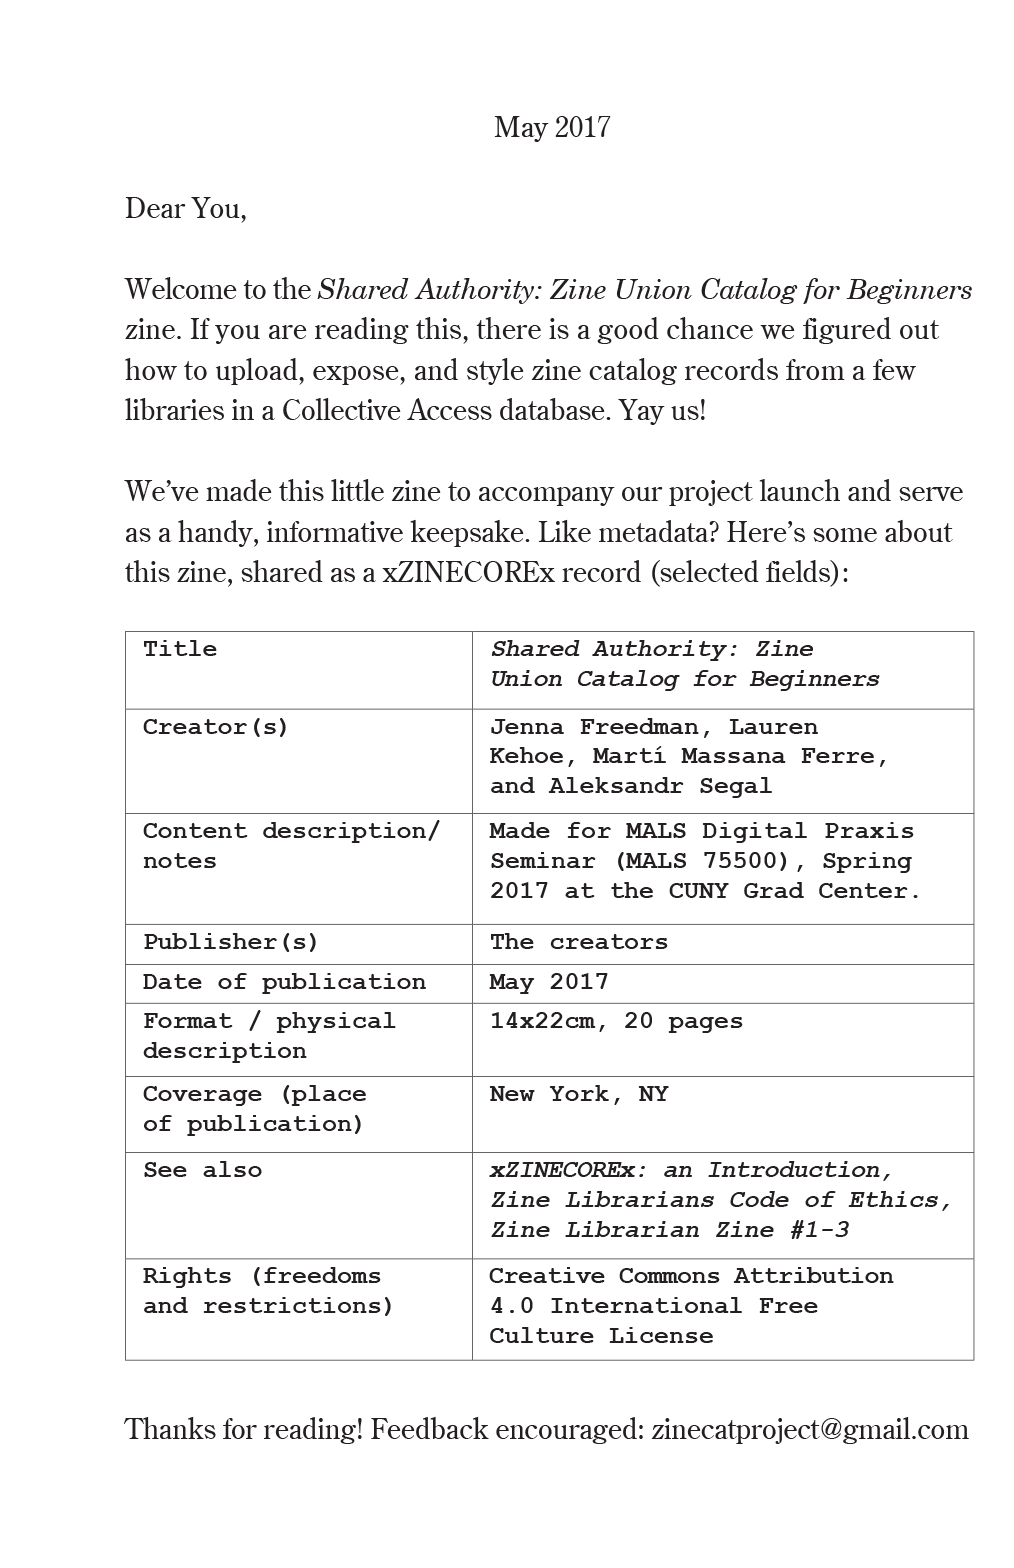 May 2017
Dear You,
Welcome to the Shared Authority: Zine Union Catalog for Beginners
zine. If you are reading this, there is a good chance we figured out
how to upload, expose, and style zine catalog records from a few
libraries in a Collective Access database. Yay us!
We’ve made this little zine to accompany our project launch and serve
as a handy, informative keepsake. Like metadata? Here’s some about
this zine, shared as a xZINECOREx record (selected fields):
Title
Shared Authority: Zine
Union Catalog for Beginners
Creator(s)
Jenna Freedman, Lauren
Kehoe, Martí Massana Ferre,
and Aleksandr Segal
Content description/
notes
Made for MALS Digital Praxis
Seminar (MALS 75500), Spring
2017 at the CUNY Grad Center.
Publisher(s)
The creators
Date of publication
May 2017
Format / physical
description
14x22cm, 20 pages
Coverage (place
of publication)
New York, NY
See also
xZINECOREx: an Introduction,
Zine Librarians Code of Ethics,
Zine Librarian Zine #1-3
Rights (freedoms
and restrictions)
Creative Commons Attribution
4.0 International Free
Culture License
Thanks for reading! Feedback encouraged: zinecatproject@gmail.com